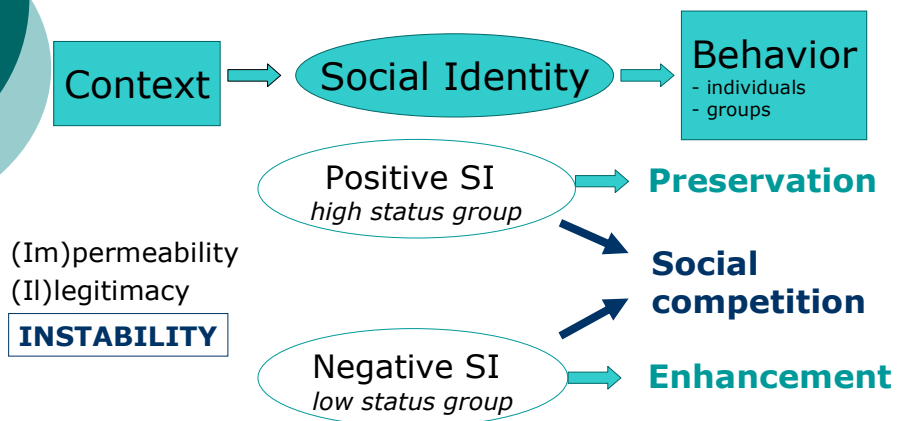 Context
Social Identity
Behavior
- individuals
- groups
Positive SI
high status group
Preservation
(Im)permeability
(Il)legitimacy
INSTABILITY
Social
competition
Negative SI
low status group
Enhancement